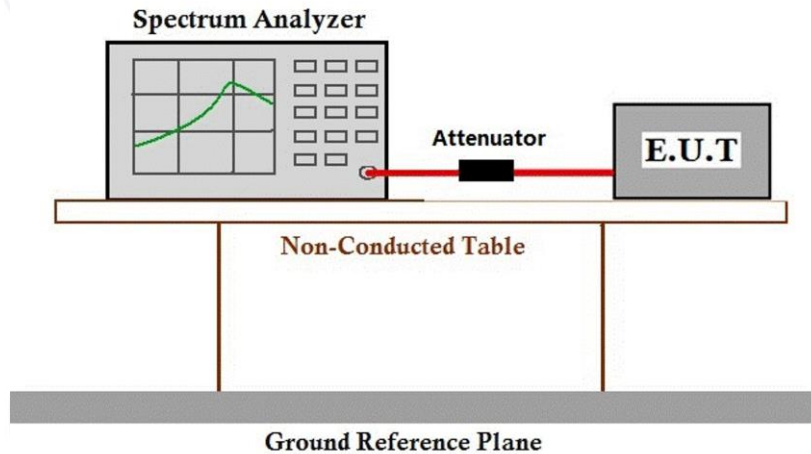 Spectrum Analyzer
Attenuator
E.U.T
Non-Conducted Table
Ground Reference Plane